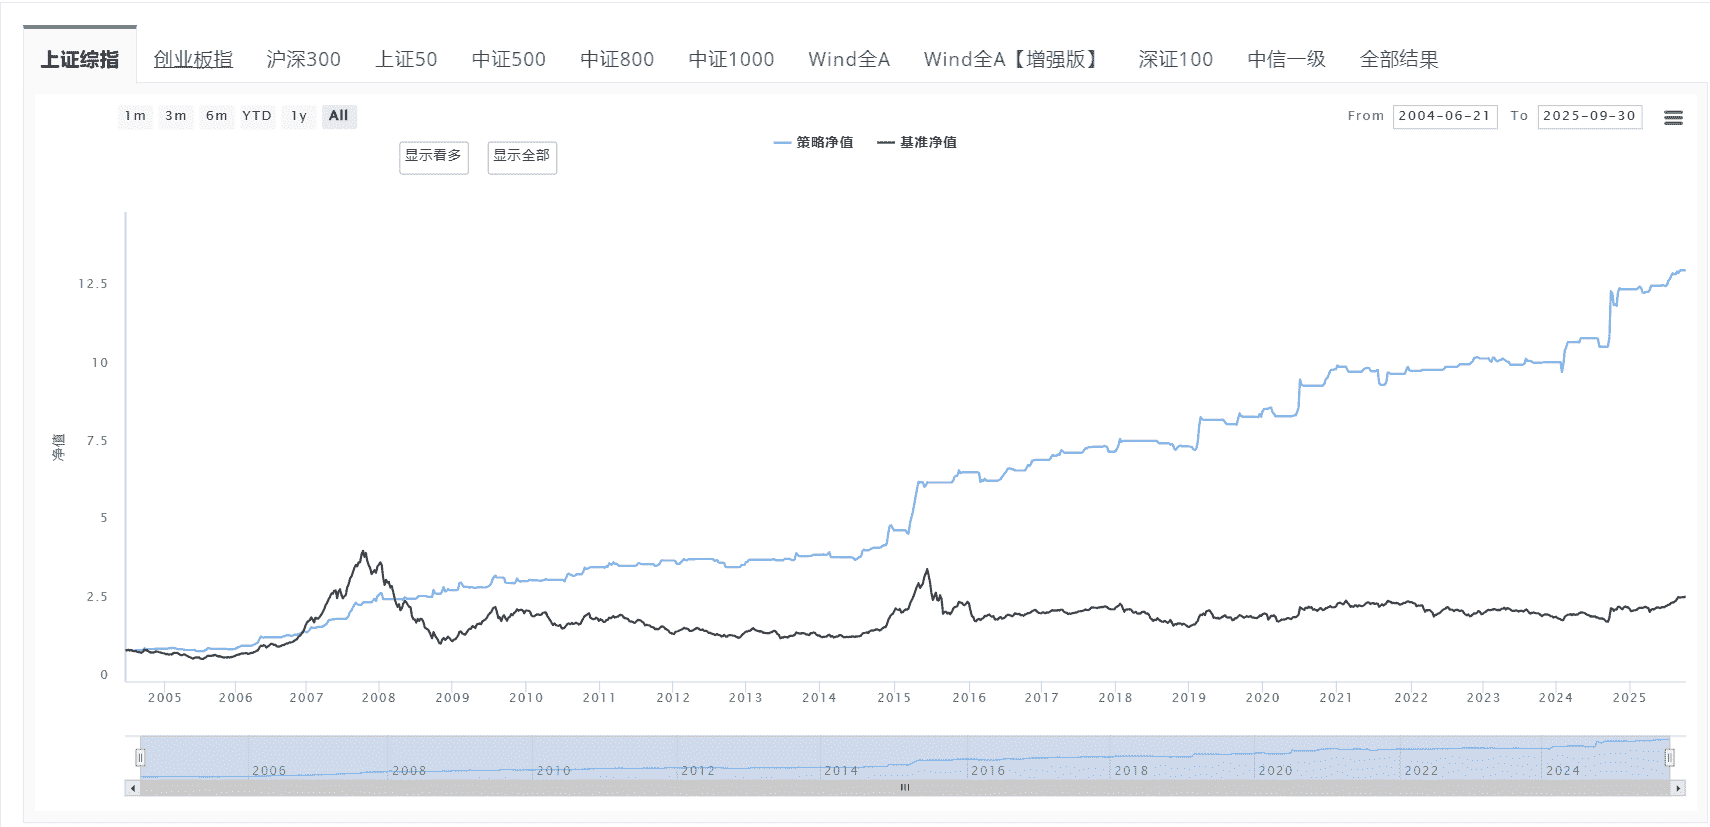 上证综指 创业板指 沪深300 上证50 中证500 中证800 中证1000 Wind全A Wind全A【增强版】 深证100 中信一级 全部结果
1m 3m 6m YTD 1y All From 2004-06-21 To 2025-09-30
策略净值 基准净值
显示看多 显示全部
12.5
10
7.5
净值
5
2.5
0
2005 2006 2007 2008 2009 2010 2011 2012 2013 2014 2015 2016 2017 2018 2019 2020 2021 2022 2023 2024 2025
2006 2008 2010 2012 2014 2016 2018 2020 2022 2024